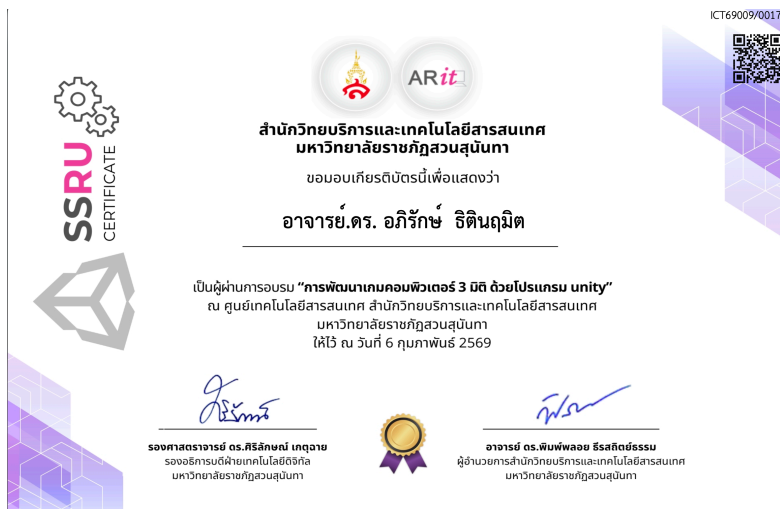 ICT69009/0017
ARit
SSRU
CERTIFICATE
สำนักวิทยบริการและเทคโนโลยีสารสนเทศ
มหาวิทยาลัยราชภัฏสวนสุนันทา
ขอมอบเกียรติบัตรนี้เพื่อแสดงว่า
อาจารย์.ดร. อภิรักษ์ ธิตินฤมิต
เป็นผู้ผ่านการอบรม “การพัฒนาเกมคอมพิวเตอร์ 3 มิติ ด้วยโปรแกรม unity”
ณ ศูนย์เทคโนโลยีสารสนเทศ สำนักวิทยบริการและเทคโนโลยีสารสนเทศ
มหาวิทยาลัยราชภัฏสวนสุนันทา
ให้ไว้ ณ วันที่ 6 กุมภาพันธ์ 2569
รองศาสตราจารย์ ดร.ศิริลักษณ์ เกตุฉาย
รองอธิการบดีฝ่ายเทคโนโลยีดิจิทัล
มหาวิทยาลัยราชภัฏสวนสุนันทา
อาจารย์ ดร.พิมพ์พลอย ธีรสถิตย์ธรรม
ผู้อำนวยการสำนักวิทยบริการและเทคโนโลยีสารสนเทศ
มหาวิทยาลัยราชภัฏสวนสุนันทา